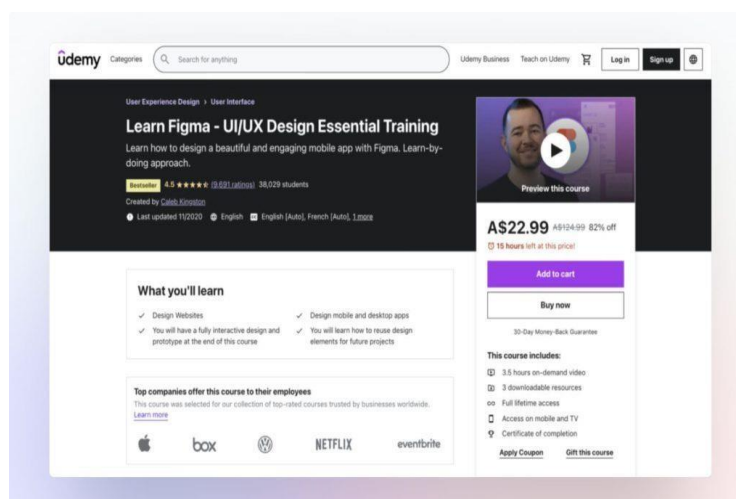 ûdemy Categories Search for anything Udemy Business Teach on Udemy Log in Sign up
User Experience Design › User Interface
Learn Figma - UI/UX Design Essential Training
Learn how to design a beautiful and engaging mobile app with Figma. Learn-by-
doing approach.
Bestseller 4.5 (9,691 ratings) 38,029 students
Created by Caleb Kingston
Last updated 11/2020 English English [Auto], French [Auto], 1 more
Preview this course
A$22.99 A$124.99 82% off
15 hours left at this price!
Add to cart
Buy now
30-Day Money-Back Guarantee
This course includes:
3.5 hours on-demand video
3 downloadable resources
Full lifetime access
Access on mobile and TV
Certificate of completion
Apply Coupon Gift this course
What you'll learn
✓ Design Websites
✓ You will have a fully interactive design and
prototype at the end of this course
✓ Design mobile and desktop apps
✓ You will learn how to reuse design
elements for future projects
Top companies offer this course to their employees
This course was selected for our collection of top-rated courses trusted by businesses worldwide.
Learn more
box
NETFLIX
eventbrite